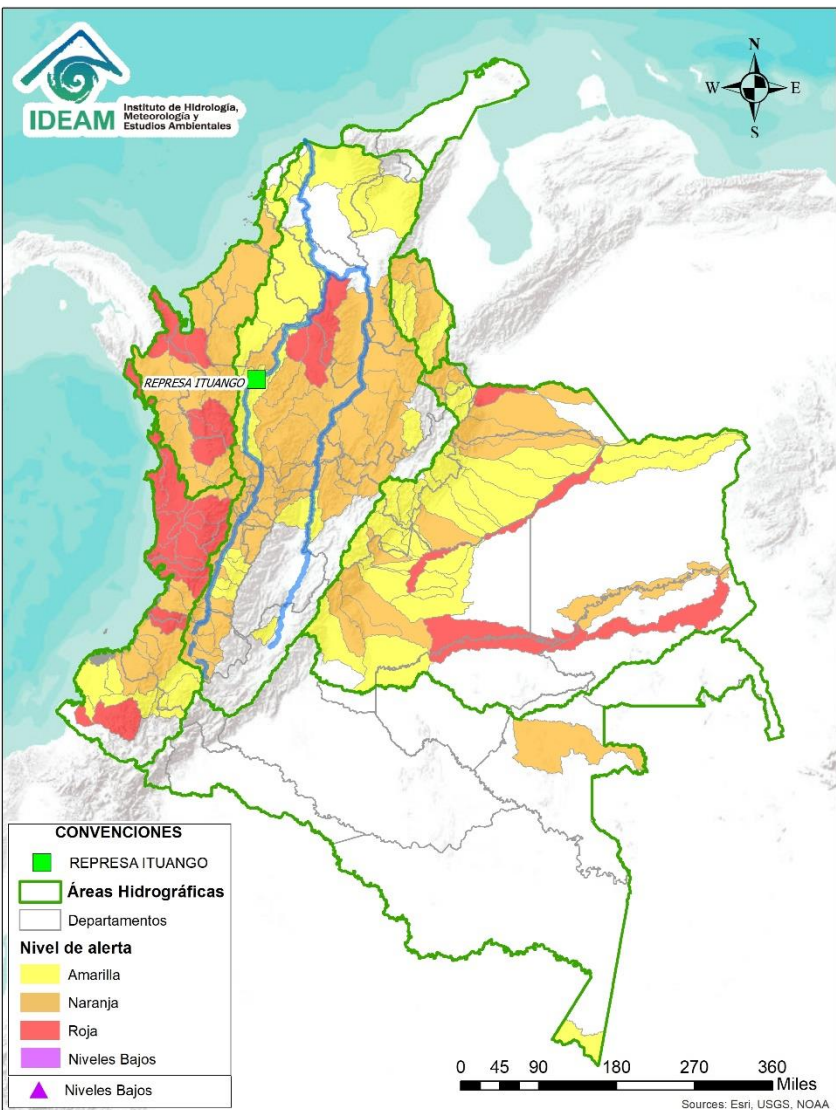 IDEAM
Instituto de Hidrología,
Meteorología y
Estudios Ambientales
N
W
E
S
REPRESA ITUANGO
CONVENCIONES
REPRESA ITUANGO
Áreas Hidrográficas
Departamentos
Nivel de alerta
Amarilla
Naranja
Roja
Niveles Bajos
Niveles Bajos
0 45 90 180 270 360
Miles
Sources: Esri, USGS, NOAA